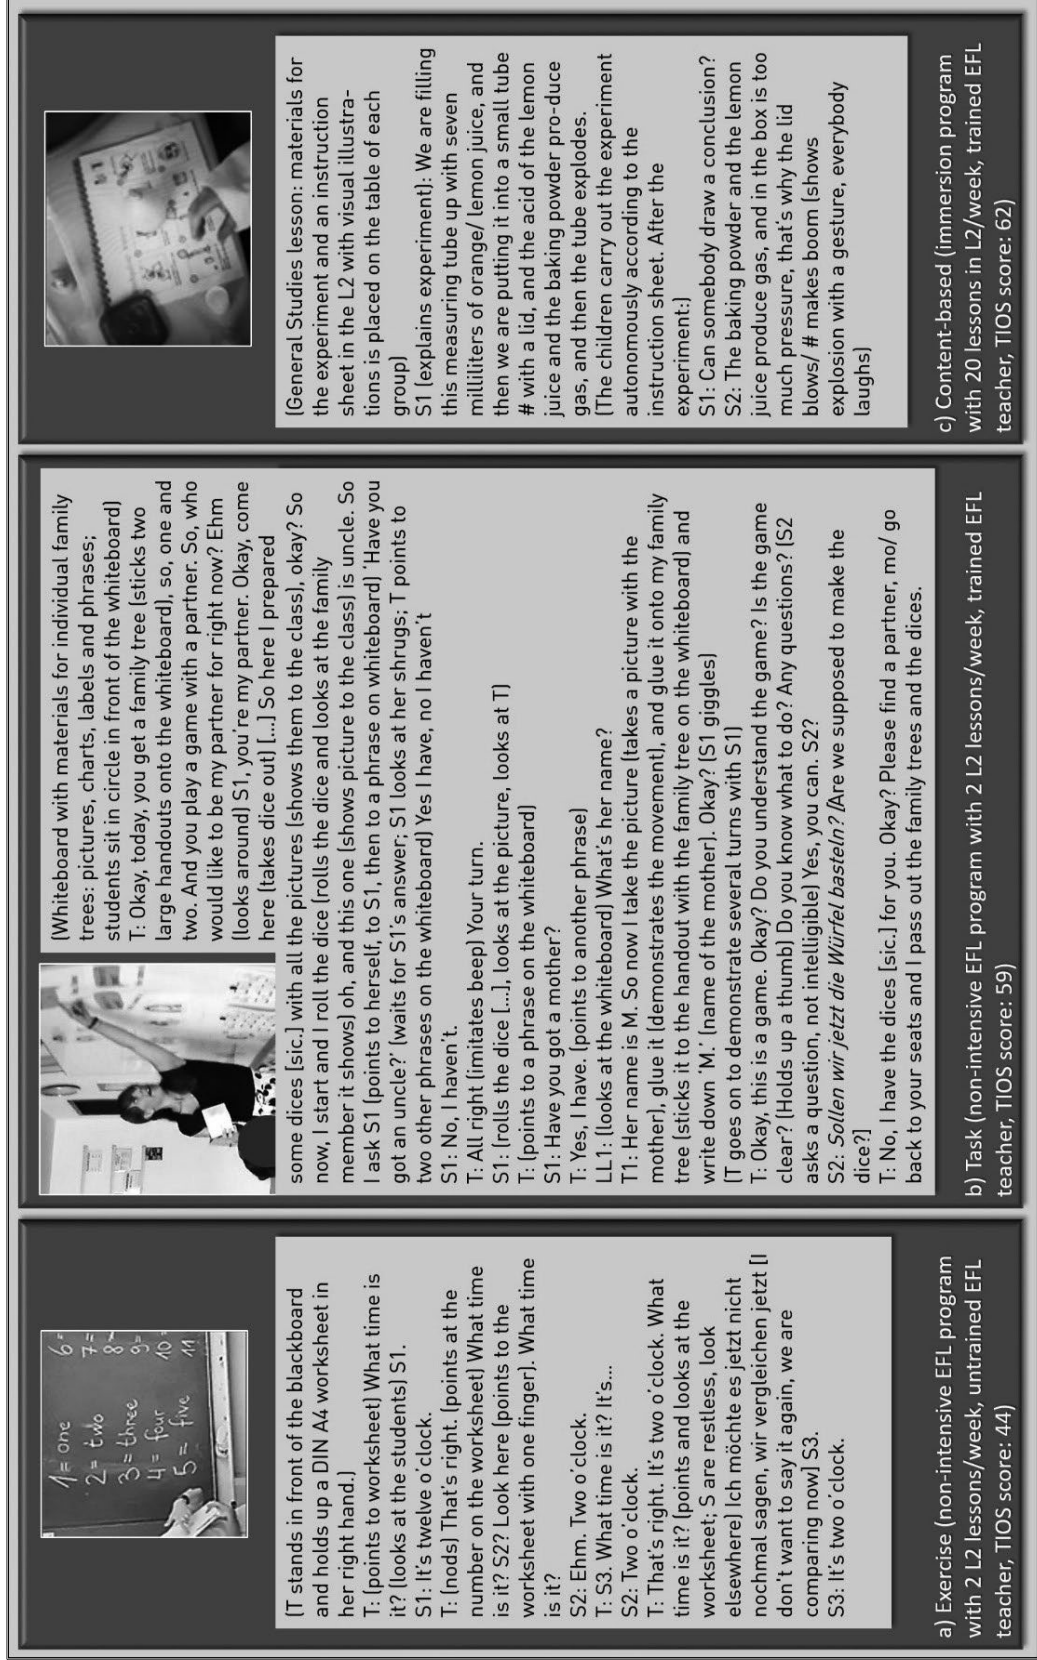 1 = one
2 = two
3 = three
4 = four
5 = five
6 =
7 =
8 =
9 =
10 =
11 =
(T stands in front of the blackboard
and holds up a DIN A4 worksheet in
her right hand.)
T: (points to worksheet) What time is
it? (looks at the students) S1.
S1: It's twelve o'clock.
T: (nods) That's right. (points at the
number on the worksheet) What time
is it? S2? Look here (points to the
worksheet with one finger). What time
is it?
S2: Ehm. Two o'clock.
T: S3. What time is it? It's...
S2: Two o'clock.
T: That's right. It's two o'clock. What
time is it? (points and looks at the
worksheet; S are restless, look
elsewhere) Ich möchte es jetzt nicht
nochmal sagen, wir vergleichen jetzt [I
don't want to say it again, we are
comparing now] S3.
S3: It's two o'clock.
a) Exercise (non-intensive EFL program
with 2 L2 lessons/week, untrained EFL
teacher, TIOS score: 44)
(Whiteboard with materials for individual family
trees: pictures, charts, labels and phrases;
students sit in circle in front of the whiteboard)
T: Okay, today, you get a family tree (sticks two
large handouts onto the whiteboard), so, one and
two. And you play a game with a partner. So, who
would like to be my partner for right now? Ehm
(looks around) S1, you're my partner. Okay, come
here (takes dice out) [...] So here I prepared
some dices [sic.] with all the pictures (shows them to the class), okay? So
now, I start and I roll the dice (rolls the dice and looks at the family
member it shows) oh, and this one (shows picture to the class) is uncle. So
I ask S1 (points to herself, to S1, then to a phrase on whiteboard) 'Have you
got an uncle?' (waits for S1's answer; S1 looks at her shrugs; T points to
two other phrases on the whiteboard) Yes I have, no I haven't
S1: No, I haven't.
T: All right (imitates beep) Your turn.
S1: (rolls the dice [...], looks at the picture, looks at T)
T: (points to a phrase on the whiteboard)
S1: Have you got a mother?
T: Yes, I have. (points to another phrase)
LL1: (looks at the whiteboard) What's her name?
T1: Her name is M. So now I take the picture (takes a picture with the
mother), glue it (demonstrates the movement), and glue it onto my family
tree (sticks it to the handout with the family tree on the whiteboard) and
write down 'M.' (name of the mother). Okay? (S1 giggles)
(T goes on to demonstrate several turns with S1)
T: Okay, this is a game. Okay? Do you understand the game? Is the game
clear? (Holds up a thumb) Do you know what to do? Any questions? (S2
asks a question, not intelligible) Yes, you can. S2?
S2: Sollen wir jetzt die Würfel basteln? [Are we supposed to make the
dice?]
T: No, I have the dices [sic.] for you. Okay? Please find a partner, mo/ go
back to your seats and I pass out the family trees and the dices.
b) Task (non-intensive EFL program with 2 L2 lessons/week, trained EFL
teacher, TIOS score: 59)
(General Studies lesson: materials for
the experiment and an instruction
sheet in the L2 with visual illustra-
tions is placed on the table of each
group)
S1 (explains experiment): We are filling
this measuring tube up with seven
milliliters of orange/ lemon juice, and
then we are putting it into a small tube
# with a lid, and the acid of the lemon
juice and the baking powder pro-duce
gas, and then the tube explodes.
(The children carry out the experiment
autonomously according to the
instruction sheet. After the
experiment:)
S1: Can somebody draw a conclusion?
S2: The baking powder and the lemon
juice produce gas, and in the box is too
much pressure, that's why the lid
blows/ # makes boom (shows
explosion with a gesture, everybody
laughs)
c) Content-based (immersion program
with 20 lessons in L2/week, trained EFL
teacher, TIOS score: 62)